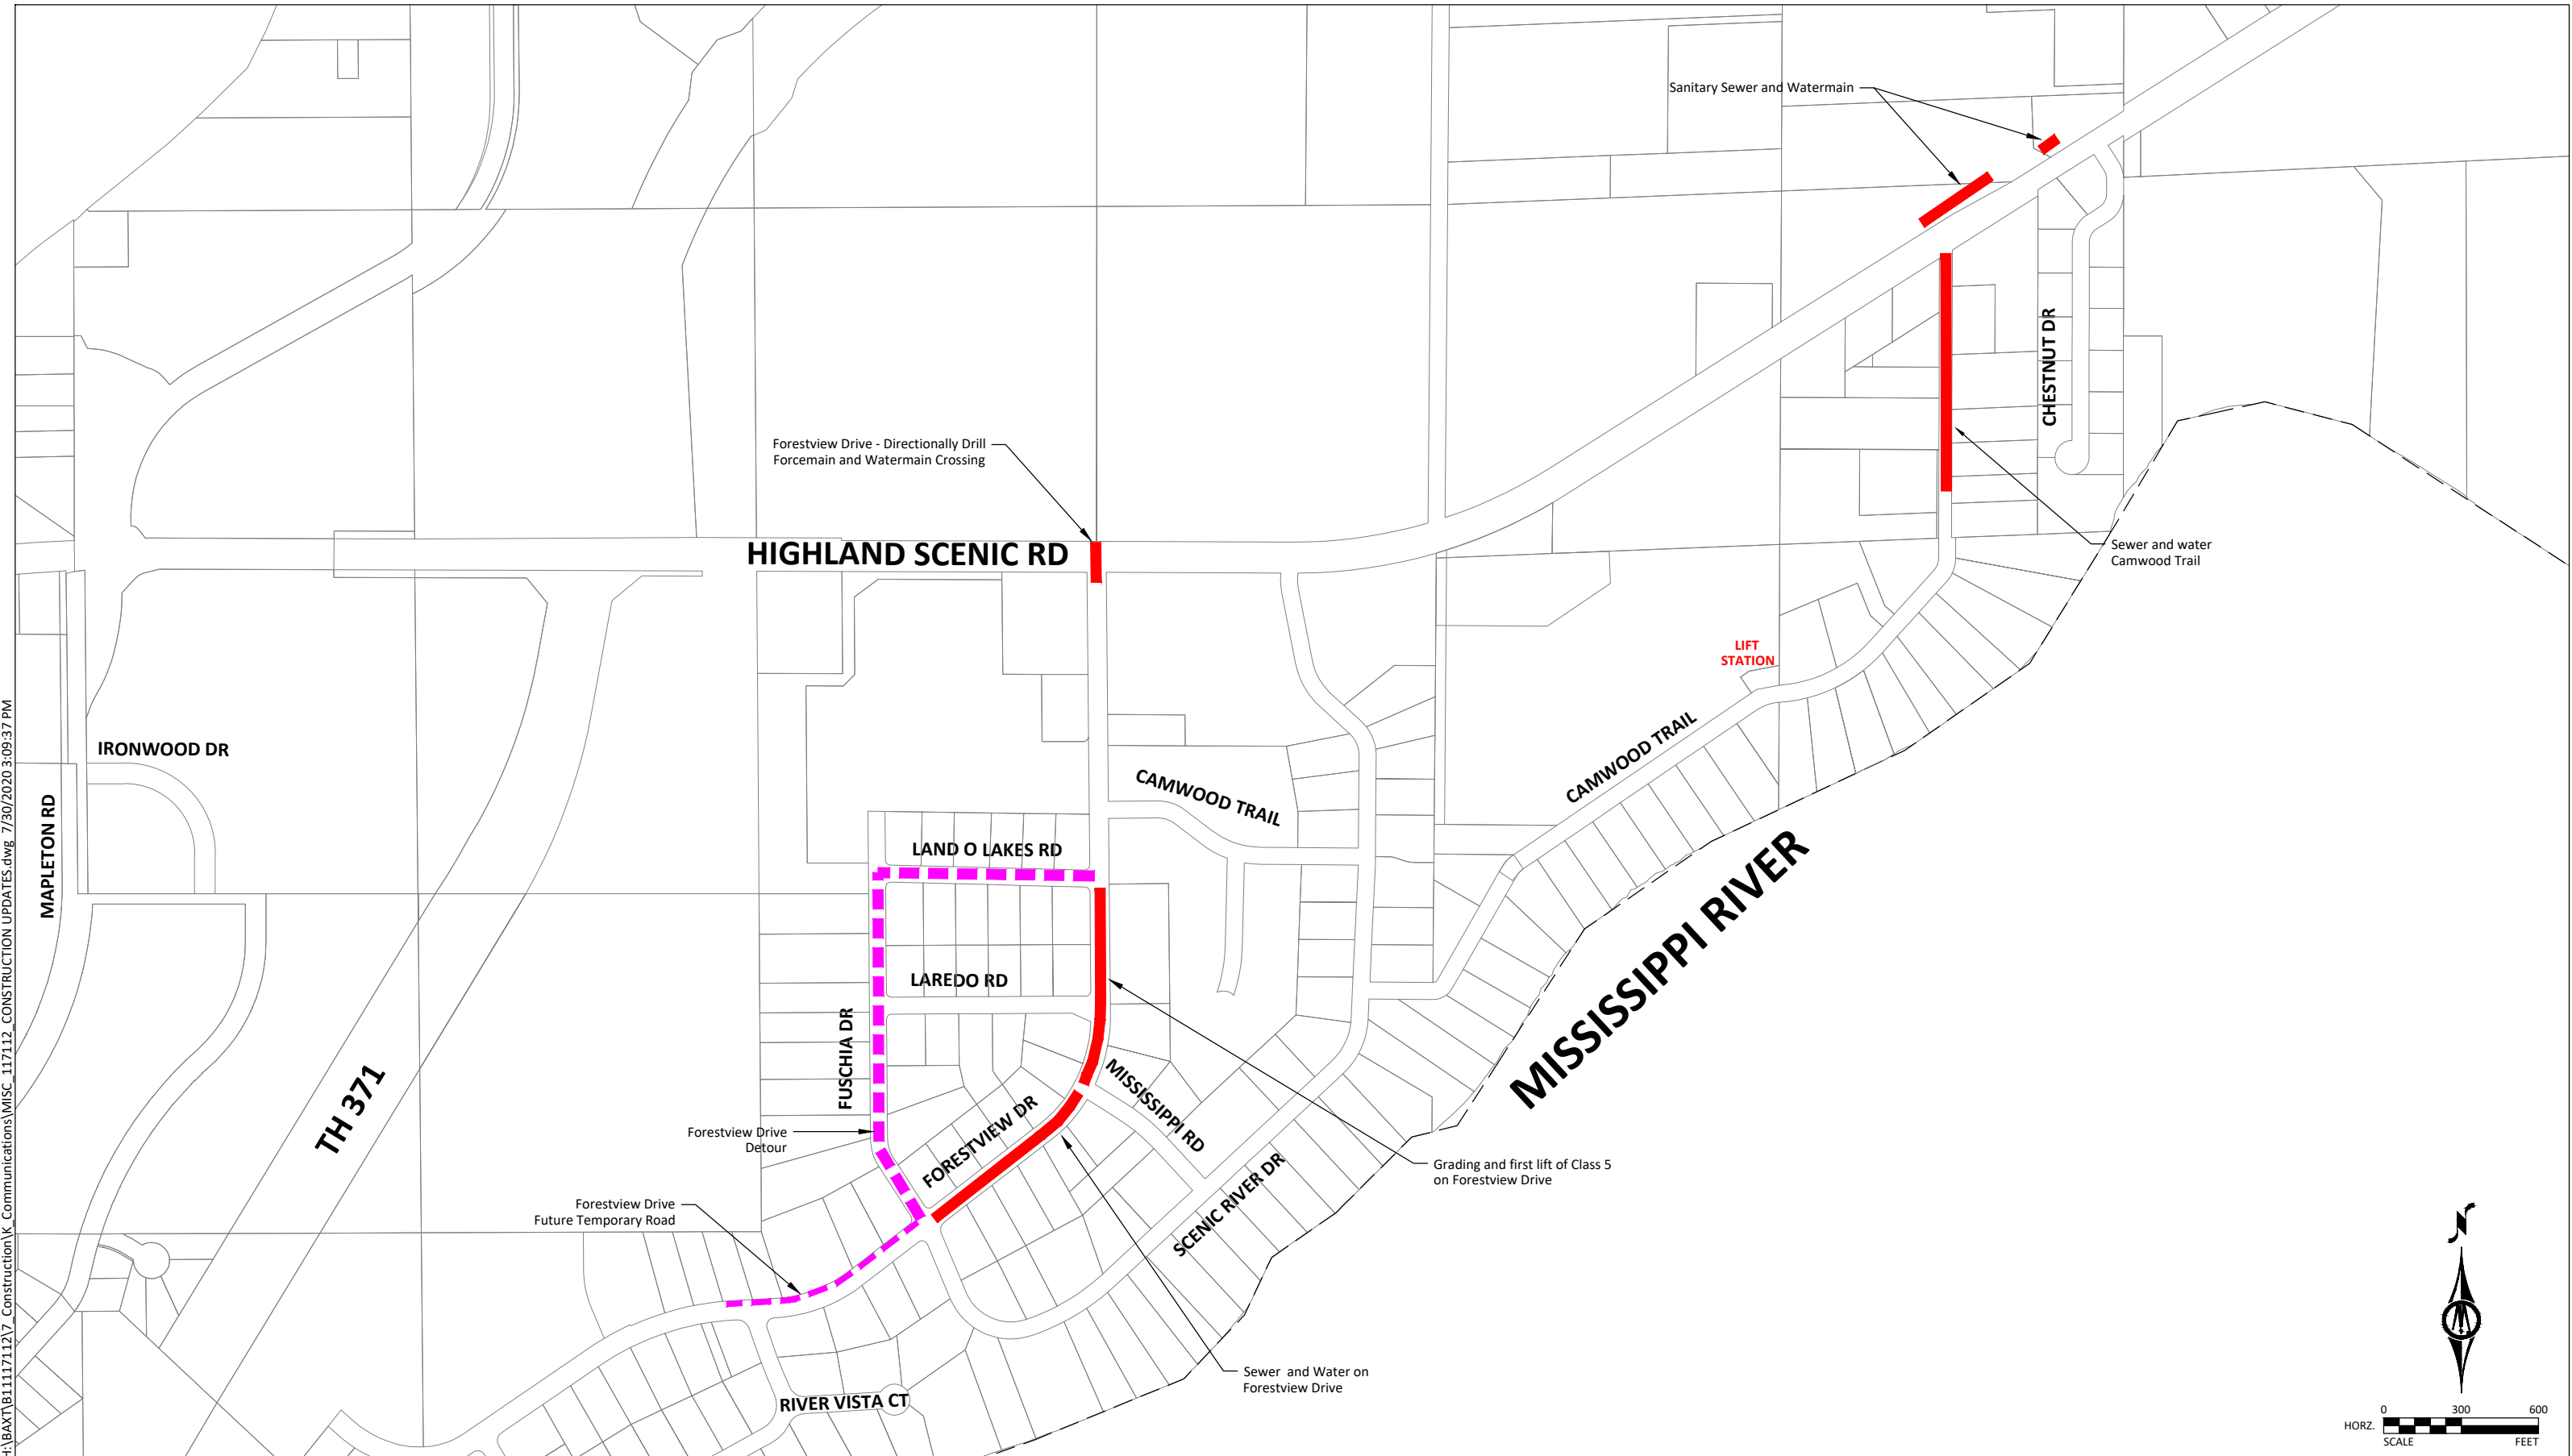 Sanitary Sewer and Watermain
CHESTNUT DR
Forestview Drive - Directionally Drill
Forcemain and Watermain Crossing
HIGHLAND SCENIC RD
Sewer and water
Camwood Trail
LIFT
STATION
IRONWOOD DR
MAPLETON RD
CAMWOOD TRAIL
CAMWOOD TRAIL
LAND O LAKES RD
MISSISSIPPI RIVER
LAREDO RD
FUSCHIA DR
TH 371
MISSISSIPPI RD
FORESTVIEW DR
Forestview Drive
Detour
Grading and first lift of Class 5
on Forestview Drive
SCENIC RIVER DR
Forestview Drive
Future Temporary Road
Sewer and Water on
Forestview Drive
RIVER VISTA CT
N
0 300 600
HORZ.
SCALE FEET
H:\BAXT\B11117112\7_Construction\K_Communications\MISC_117112_CONSTRUCTION UPDATES.dwg 7/30/2020 3:09:37 PM